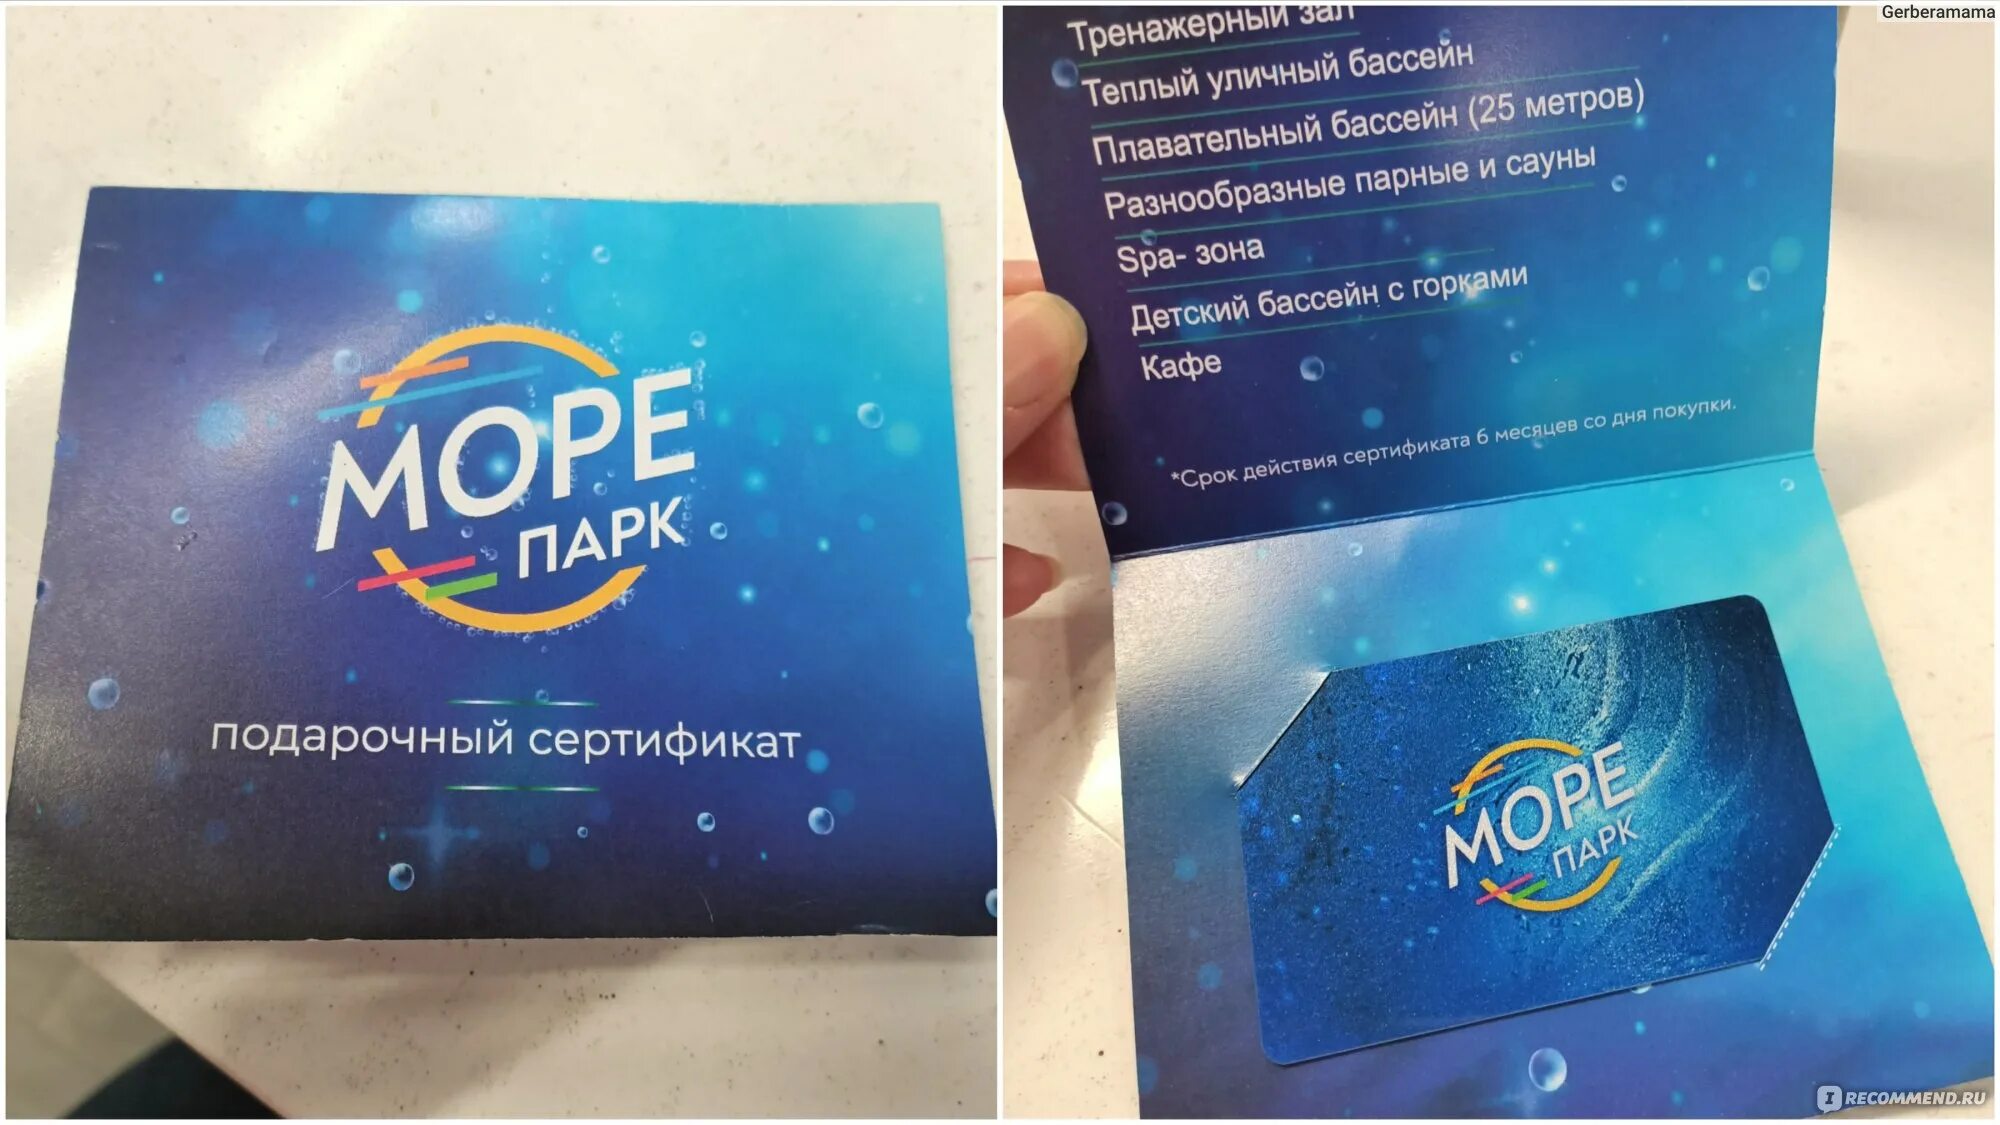 МОРЕ
ПАРК
подарочный сертификат
Gerberamama
Тренажерный зал
Теплый уличный бассейн
Плавательный бассейн (25 метров)
Разнообразные парные и сауны
Spa- зона
Детский бассейн с горками
Кафе
*Срок действия сертификата 6 месяцев со дня покупки.
МОРЕ
ПАРК
I RECOMMEND.RU